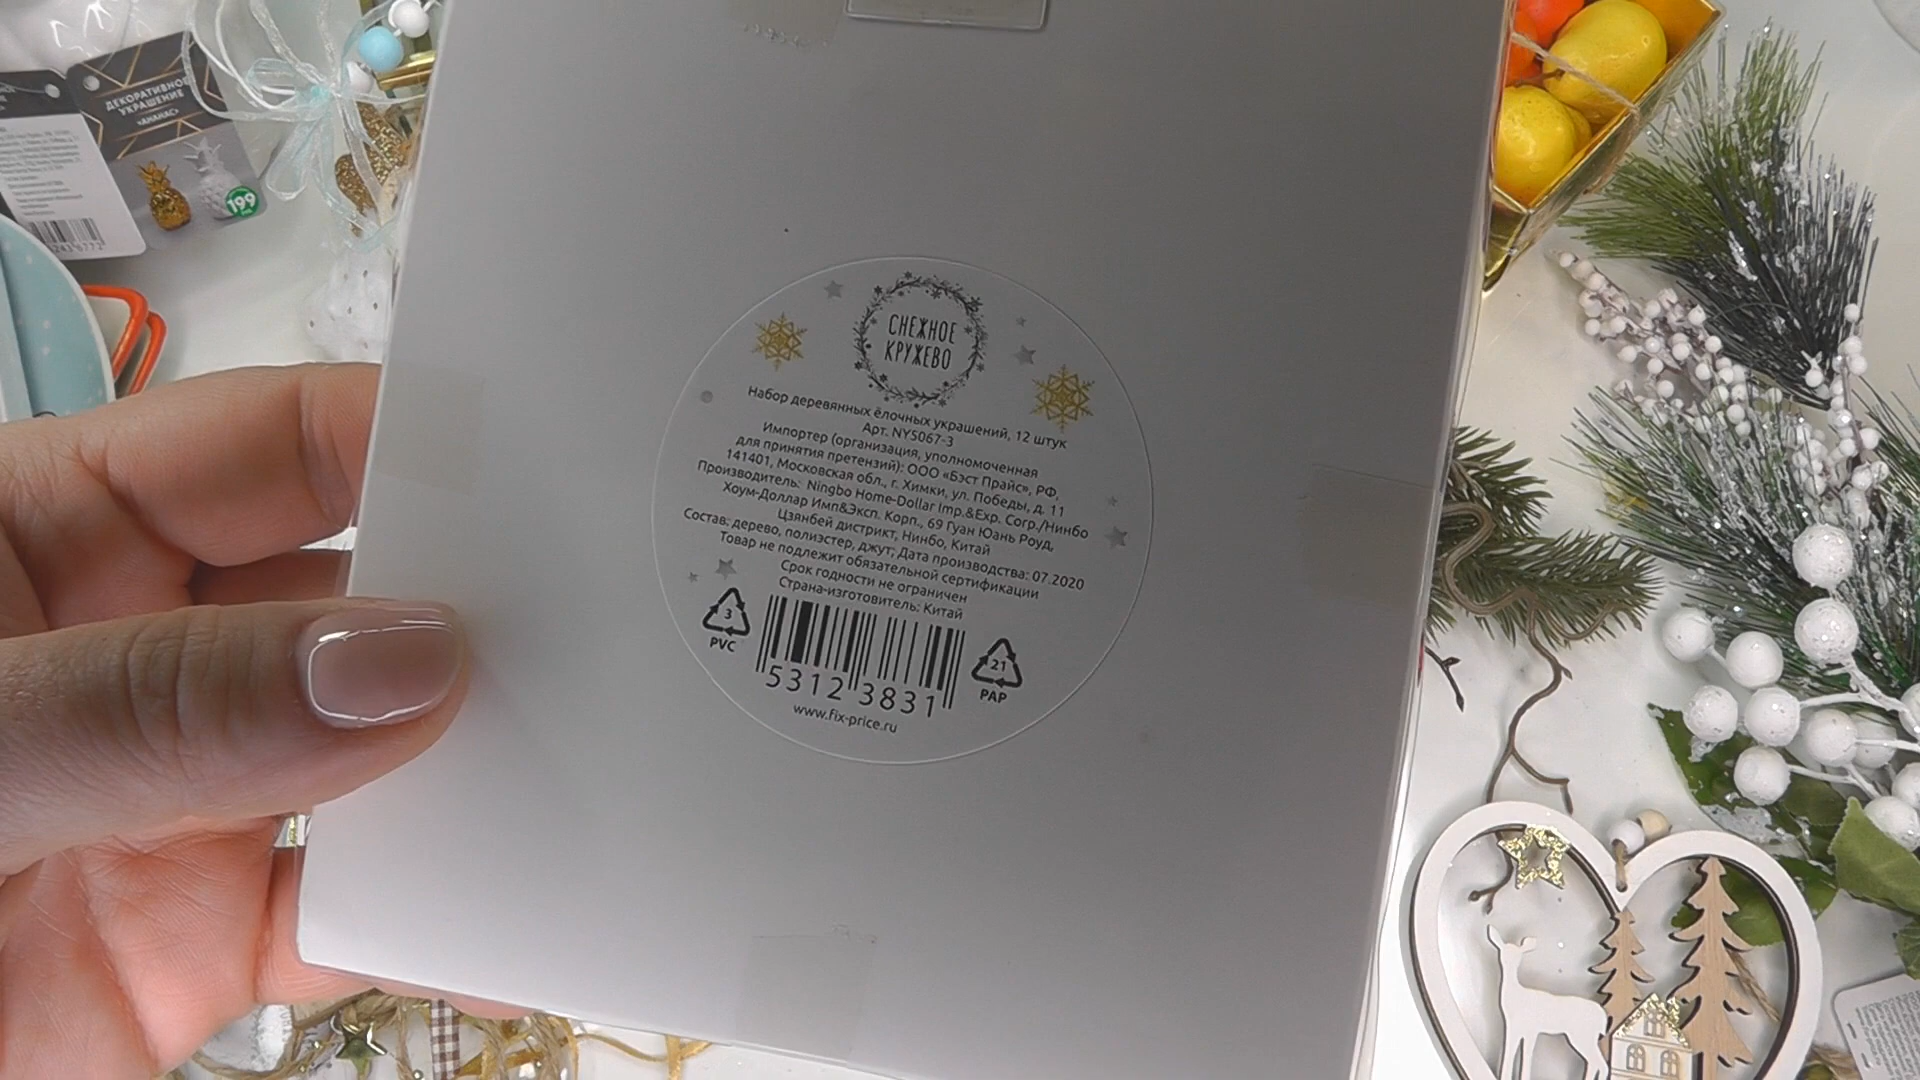 ДЕКОРАТИВНОЕ
УКРАШЕНИЕ
«АНАНАС»
199
СНЕЖНОЕ
КРУЖЕВО
Набор деревянных ёлочных украшений, 12 штук
Арт. NY5067-3
Импортер (организация, уполномоченная
для принятия претензий): ООО «Бэст Прайс», РФ,
141401, Московская обл., г. Химки, ул. Победы, д. 11
Производитель: Ningbo Home-Dollar Imp.&Exp. Corp./Нинбо
Хоум-Доллар Имп&Эксп. Корп., 69 Гуан Юань Роуд,
Цзянбей дистрикт, Нинбо, Китай
Состав: дерево, полиэстер, джут; Дата производства: 07.2020
Товар не подлежит обязательной сертификации
Срок годности не ограничен
Страна-изготовитель: Китай
3
PVC
21
PAP
5312 3831
www.fix-price.ru